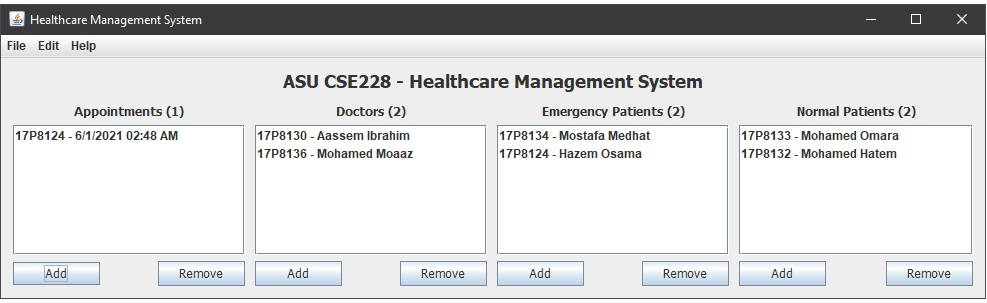 Healthcare Management System
File Edit Help
ASU CSE228 - Healthcare Management System
Appointments (1)
17P8124 - 6/1/2021 02:48 AM
Add Remove
Doctors (2)
17P8130 - Aassem Ibrahim
17P8136 - Mohamed Moaaz
Add Remove
Emergency Patients (2)
17P8134 - Mostafa Medhat
17P8124 - Hazem Osama
Add Remove
Normal Patients (2)
17P8133 - Mohamed Omara
17P8132 - Mohamed Hatem
Add Remove